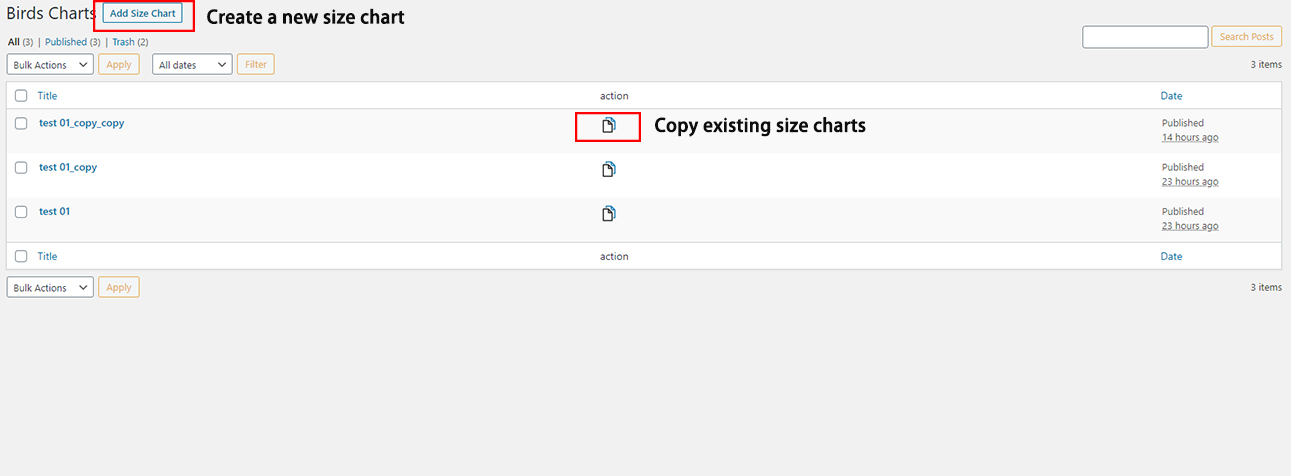 Birds Charts Add Size Chart Create a new size chart
All (3) | Published (3) | Trash (2)
Search Posts
Bulk Actions Apply All dates Filter 3 items
Title action Date
test 01_copy_copy Copy existing size charts Published
14 hours ago
test 01_copy Published
23 hours ago
test 01 Published
23 hours ago
Title action Date
Bulk Actions Apply 3 items